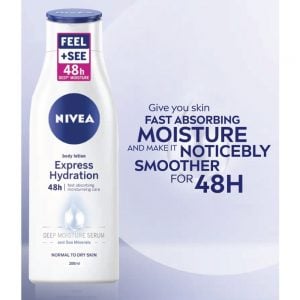 FEEL
+SEE
48h
DEEP MOISTURE
NIVEA
body lotion
Express
Hydration
48h fast absorbing
moisturising care
DEEP MOISTURE SERUM
and Sea Minerals
NORMAL TO DRY SKIN
Give you skin
FAST ABSORBING
MOISTURE
AND MAKE IT NOTICEBLY
SMOOTHER
FOR 48H